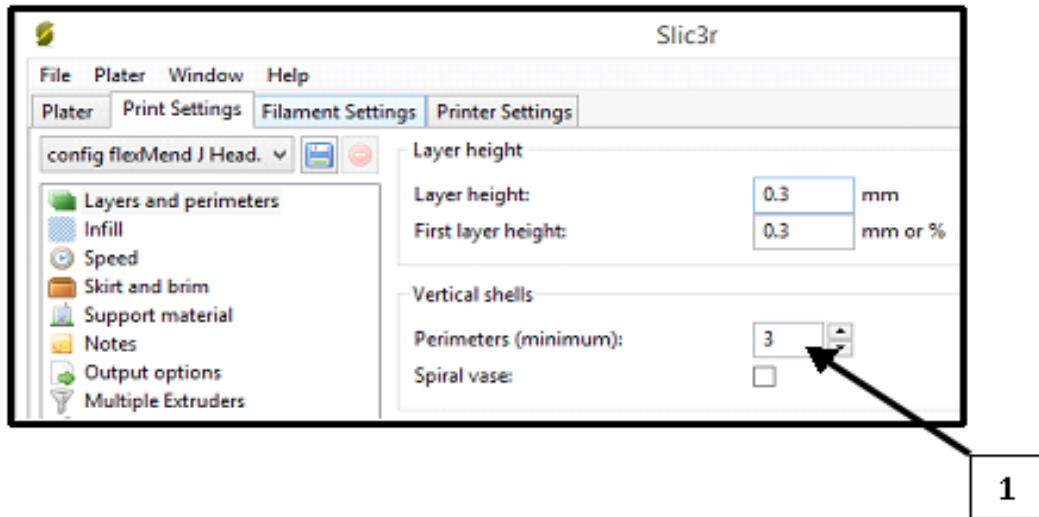 Slic3r
File Plater Window Help
Plater Print Settings Filament Settings Printer Settings
config flexMend J Head.
Layers and perimeters
Infill
Speed
Skirt and brim
Support material
Notes
Output options
Multiple Extruders
Layer height
Layer height: 0.3 mm
First layer height: 0.3 mm or %
Vertical shells
Perimeters (minimum): 3
Spiral vase:
1